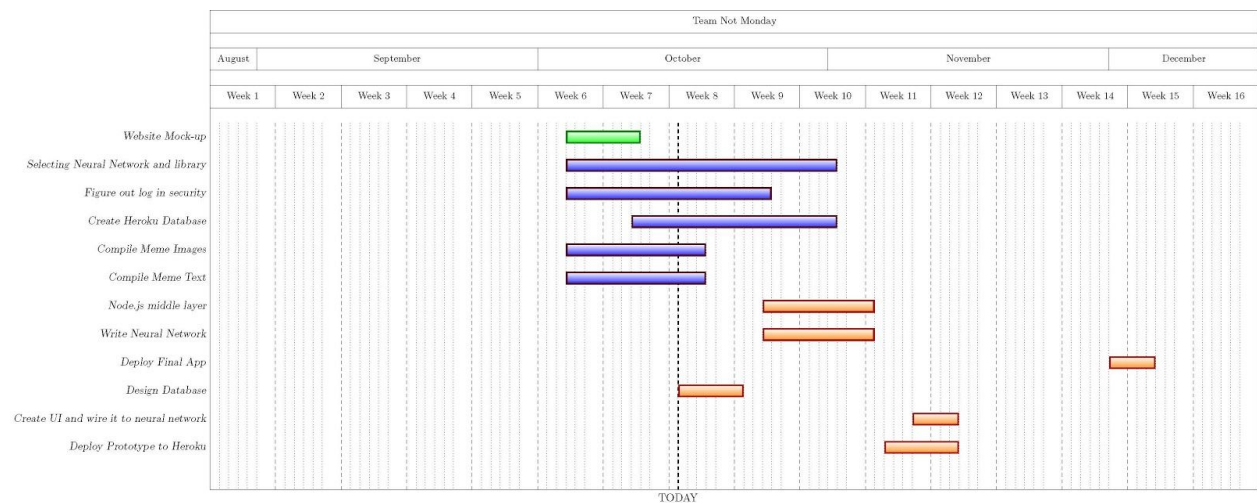 Team Not Monday
August September October November December
Week 1 Week 2 Week 3 Week 4 Week 5 Week 6 Week 7 Week 8 Week 9 Week 10 Week 11 Week 12 Week 13 Week 14 Week 15 Week 16
Website Mock-up
Selecting Neural Network and library
Figure out log in security
Create Heroku Database
Compile Meme Images
Compile Meme Text
Node.js middle layer
Write Neural Network
Deploy Final App
Design Database
Create UI and wire it to neural network
Deploy Prototype to Heroku
TODAY